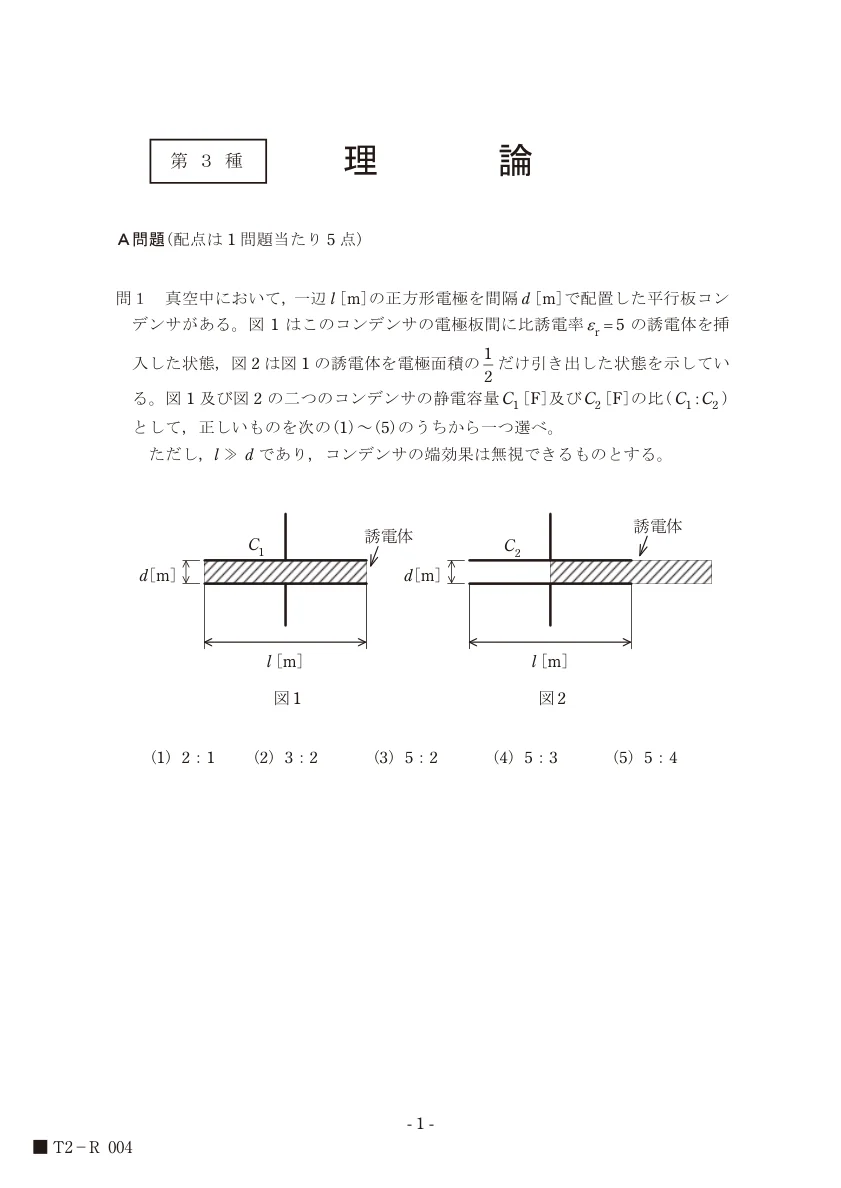 第 3 種
理 論
A問題(配点は1問題当たり5点)
問1 真空中において，一辺 l [m]の正方形電極を間隔 d [m]で配置した平行板コン
デンサがある。図1はこのコンデンサの電極板間に比誘電率 εr = 5 の誘電体を挿
入した状態，図2は図1の誘電体を電極面積の 1/2 だけ引き出した状態を示してい
る。図1及び図2の二つのコンデンサの静電容量 C1 [F]及び C2 [F]の比( C1 : C2 )
として，正しいものを次の(1)～(5)のうちから一つ選べ。
ただし，l ≫ d であり，コンデンサの端効果は無視できるものとする。
C1
誘電体
d[m]
l [m]
図1
C2
誘電体
d[m]
l [m]
図2
(1) 2 : 1 (2) 3 : 2 (3) 5 : 2 (4) 5 : 3 (5) 5 : 4
- 1 -
■ T2－R 004